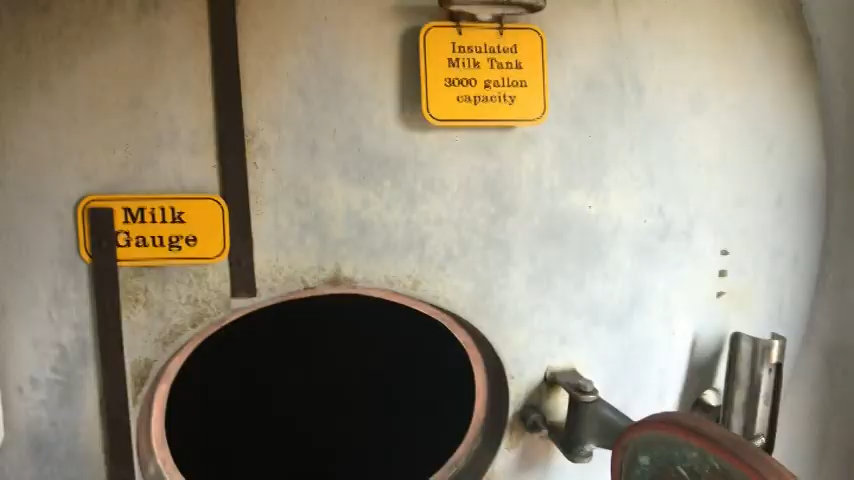 Insulated
Milk Tank
3000 gallon
capacity
Milk
Gauge